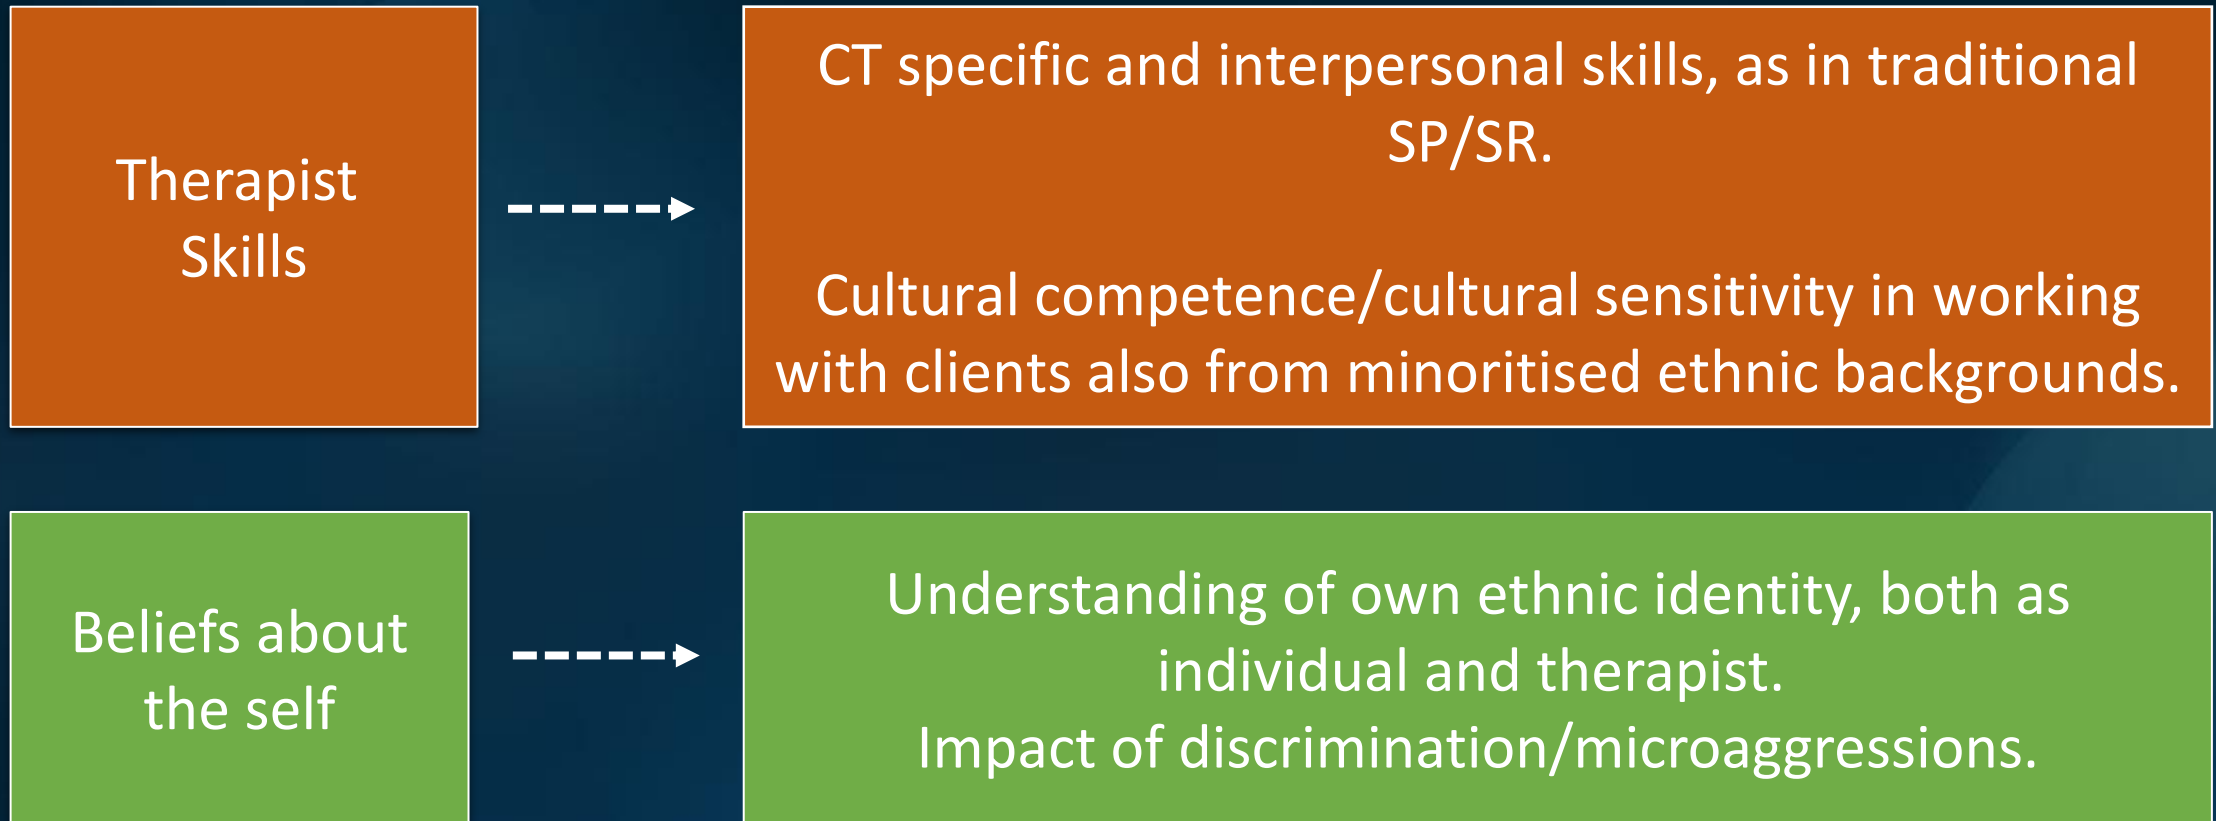 Therapist
Skills
CT specific and interpersonal skills, as in traditional
SP/SR.
Cultural competence/cultural sensitivity in working
with clients also from minoritised ethnic backgrounds.
Beliefs about
the self
Understanding of own ethnic identity, both as
individual and therapist.
Impact of discrimination/microaggressions.